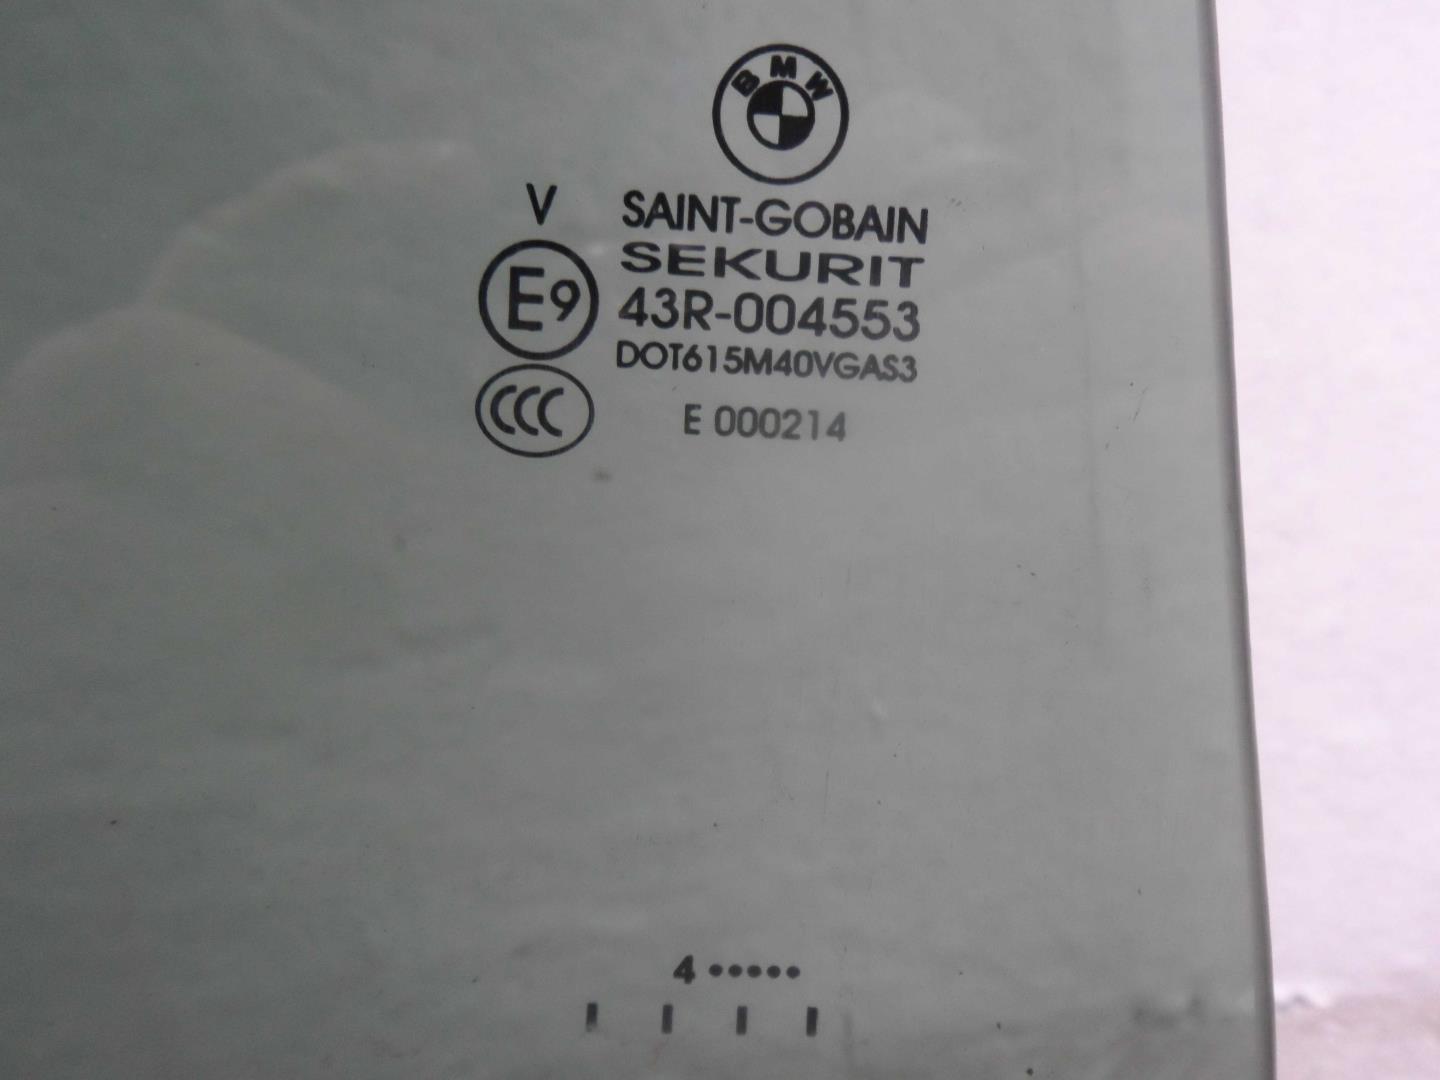 BMW
V
SAINT-GOBAIN
SEKURIT
E9
43R-004553
DOT615M40VGAS3
CCC
E 000214
4 •••••